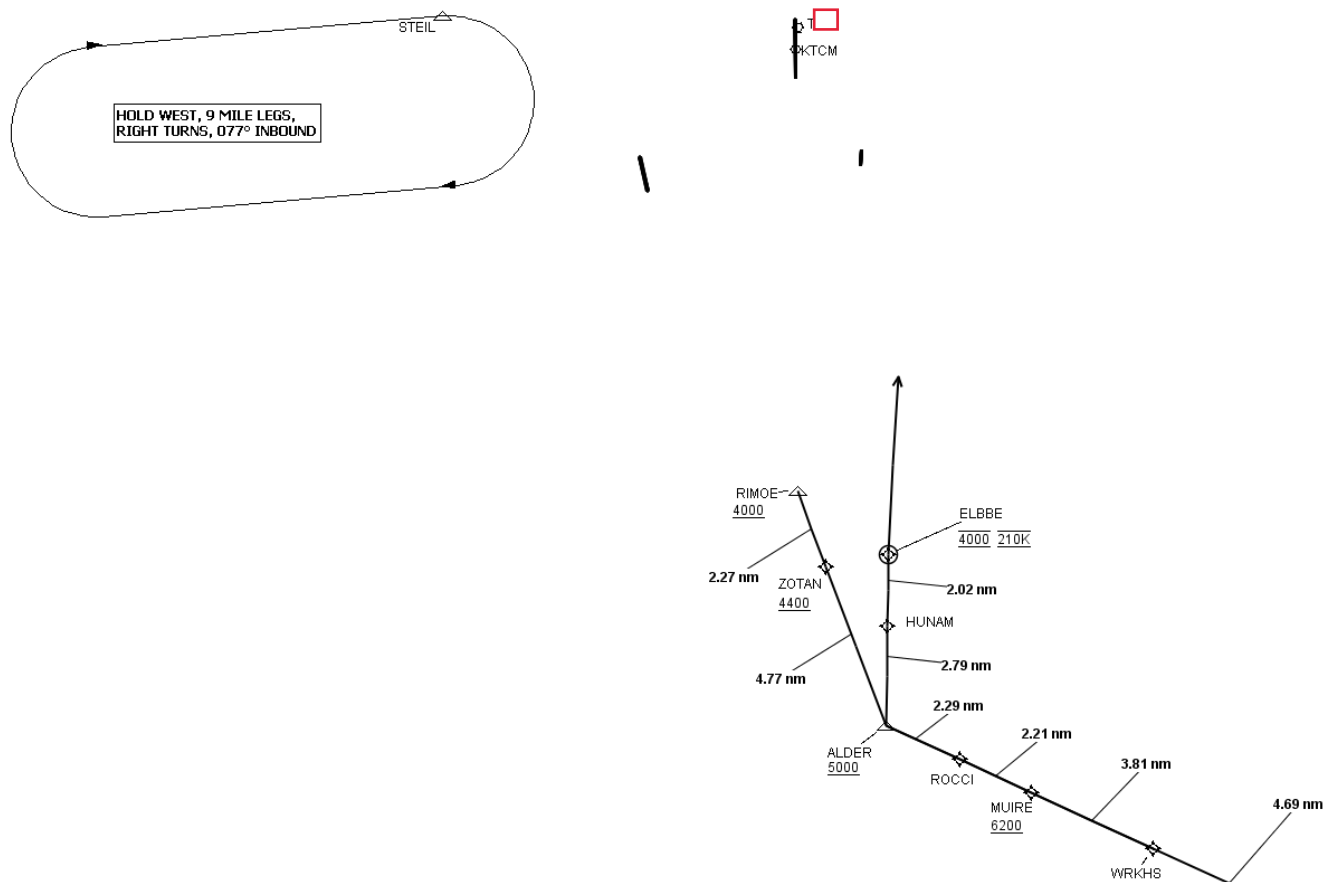 STEIL
T
KTCM
HOLD WEST, 9 MILE LEGS,
RIGHT TURNS, 077° INBOUND
RIMOE
4000
ELBBE
4000 210K
2.27 nm
ZOTAN
4400
2.02 nm
HUNAM
4.77 nm
2.79 nm
2.29 nm
2.21 nm
ALDER
5000
ROCCI
3.81 nm
MUIRE
6200
4.69 nm
WRKHS